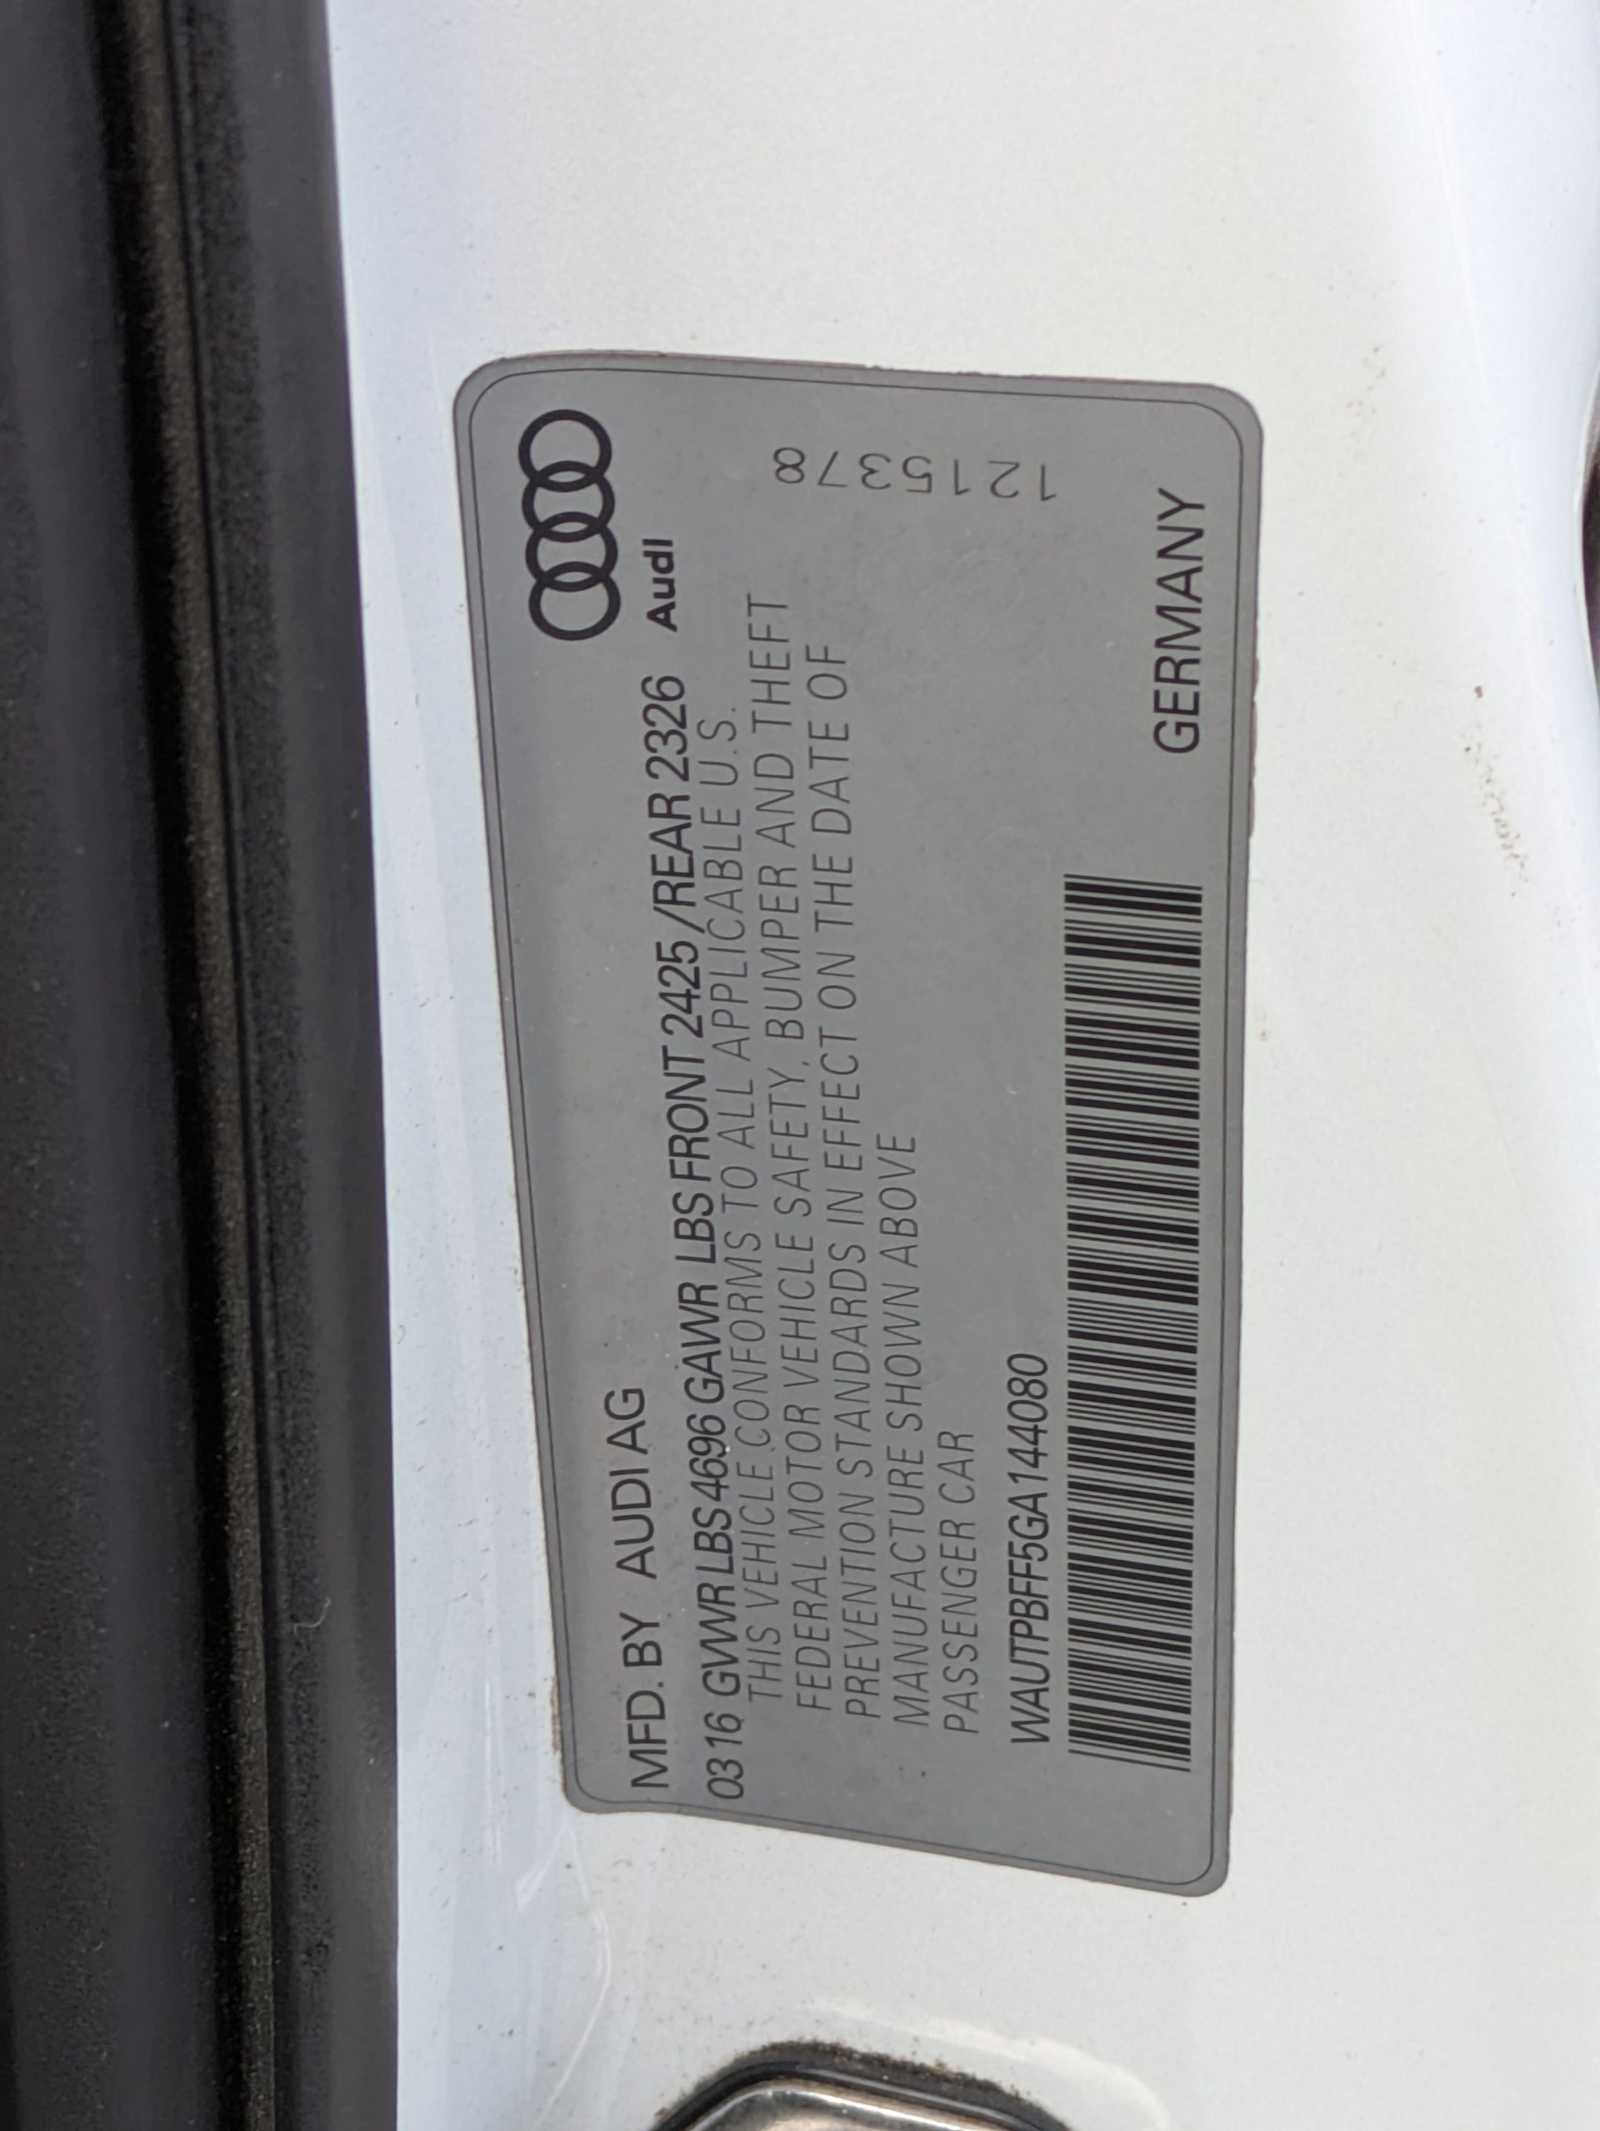 Audi
MFD. BY AUDI AG
03 16 GVWR LBS 4696 GAWR LBS FRONT 2425 /REAR 2326
THIS VEHICLE CONFORMS TO ALL APPLICABLE U.S.
FEDERAL MOTOR VEHICLE SAFETY, BUMPER AND THEFT
PREVENTION STANDARDS IN EFFECT ON THE DATE OF
MANUFACTURE SHOWN ABOVE
PASSENGER CAR
1215378
WAUTPBFF5GA144080
GERMANY